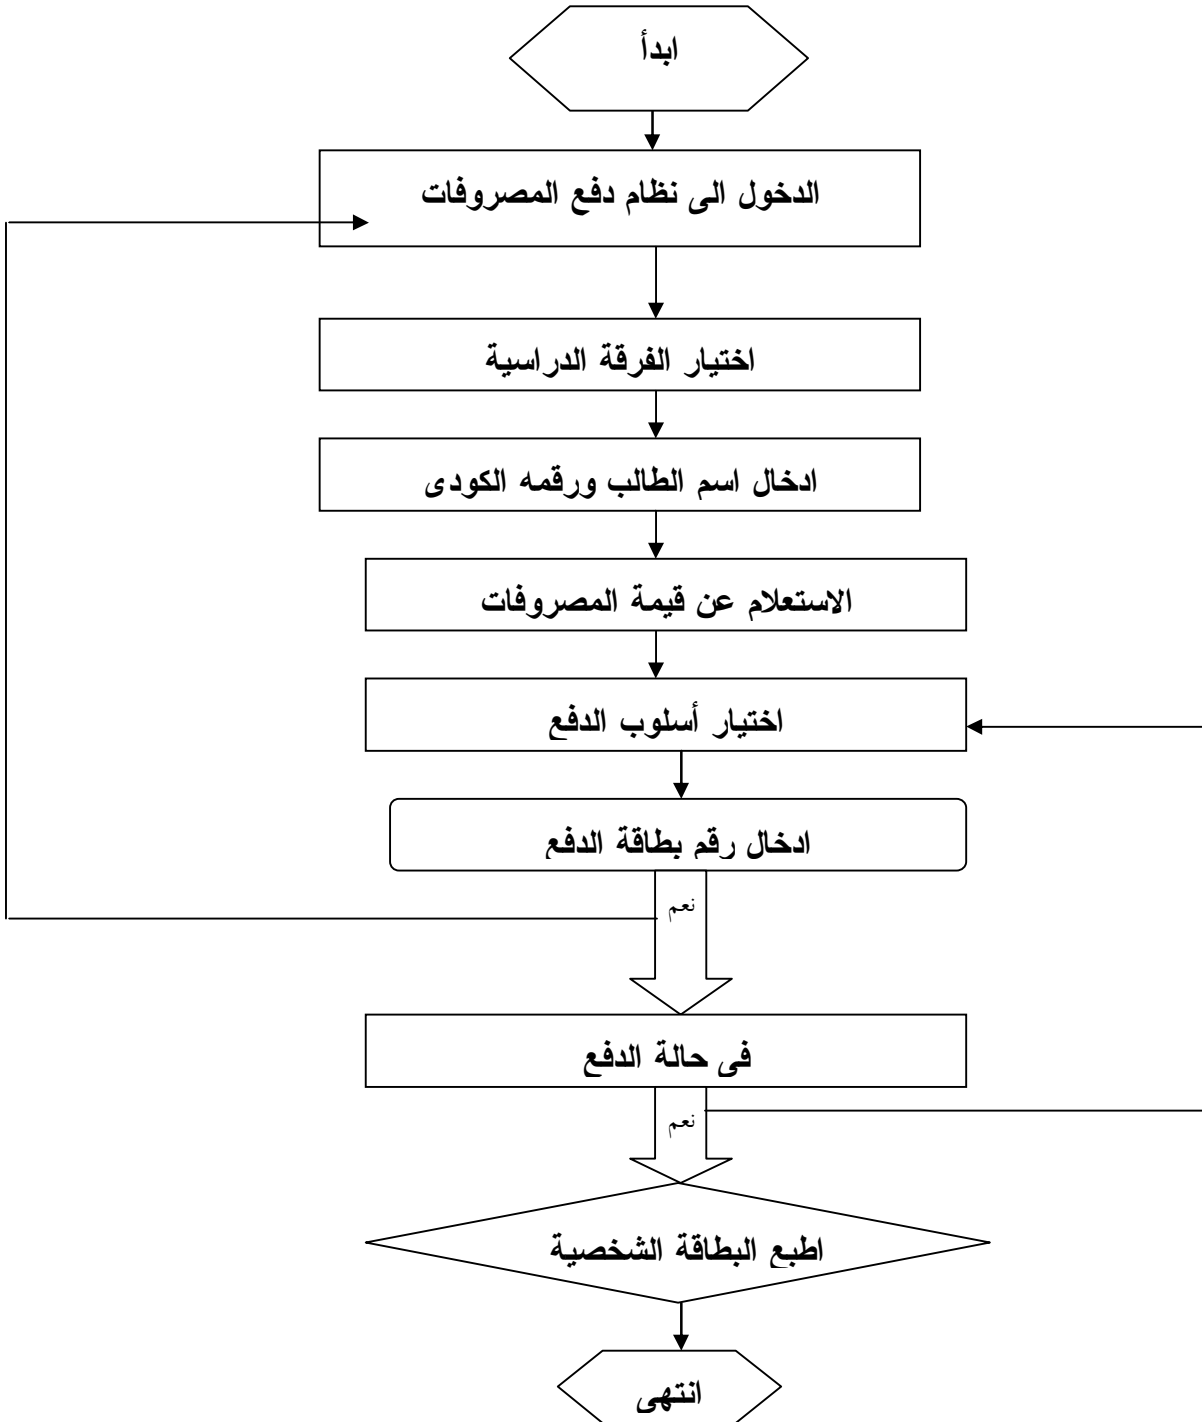 ابدأ
الدخول الى نظام دفع المصروفات
اختيار الفرقة الدراسية
ادخال اسم الطالب ورقمه الكودى
الاستعلام عن قيمة المصروفات
اختيار أسلوب الدفع
ادخال رقم بطاقة الدفع
نعم
فى حالة الدفع
نعم
اطبع البطاقة الشخصية
انتهى